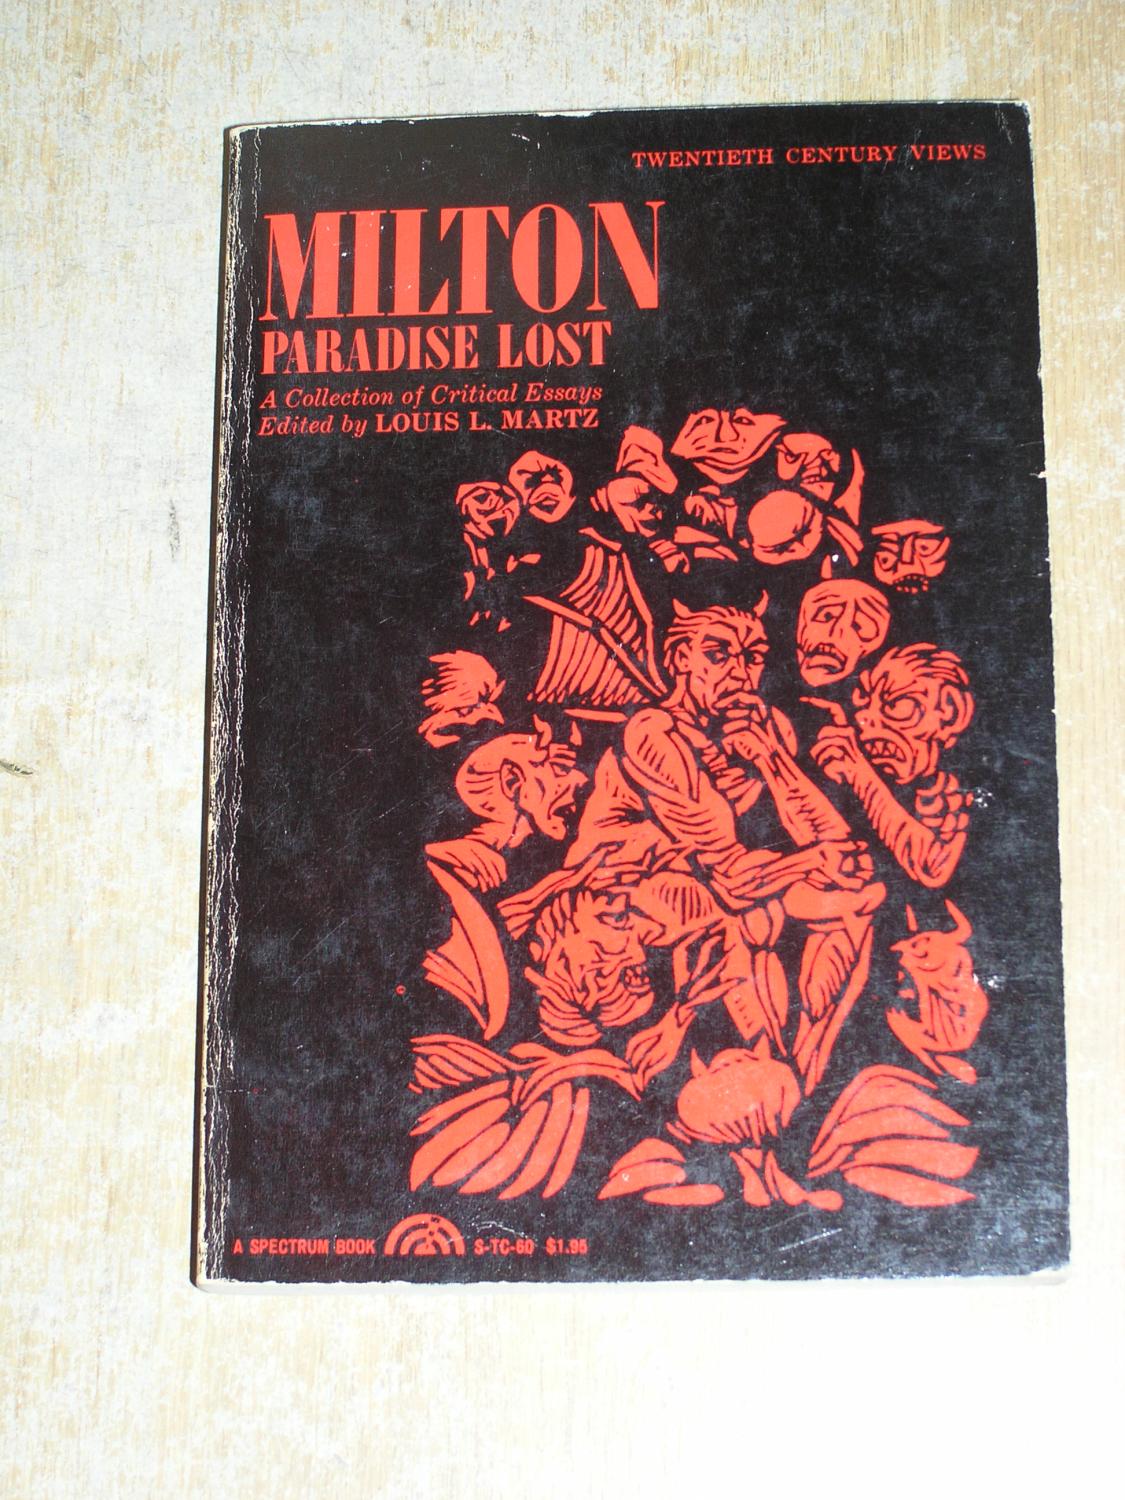 TWENTIETH CENTURY VIEWS
MILTON
PARADISE LOST
A Collection of Critical Essays
Edited by LOUIS L. MARTZ
A SPECTRUM BOOK S-TC-60 $1.95